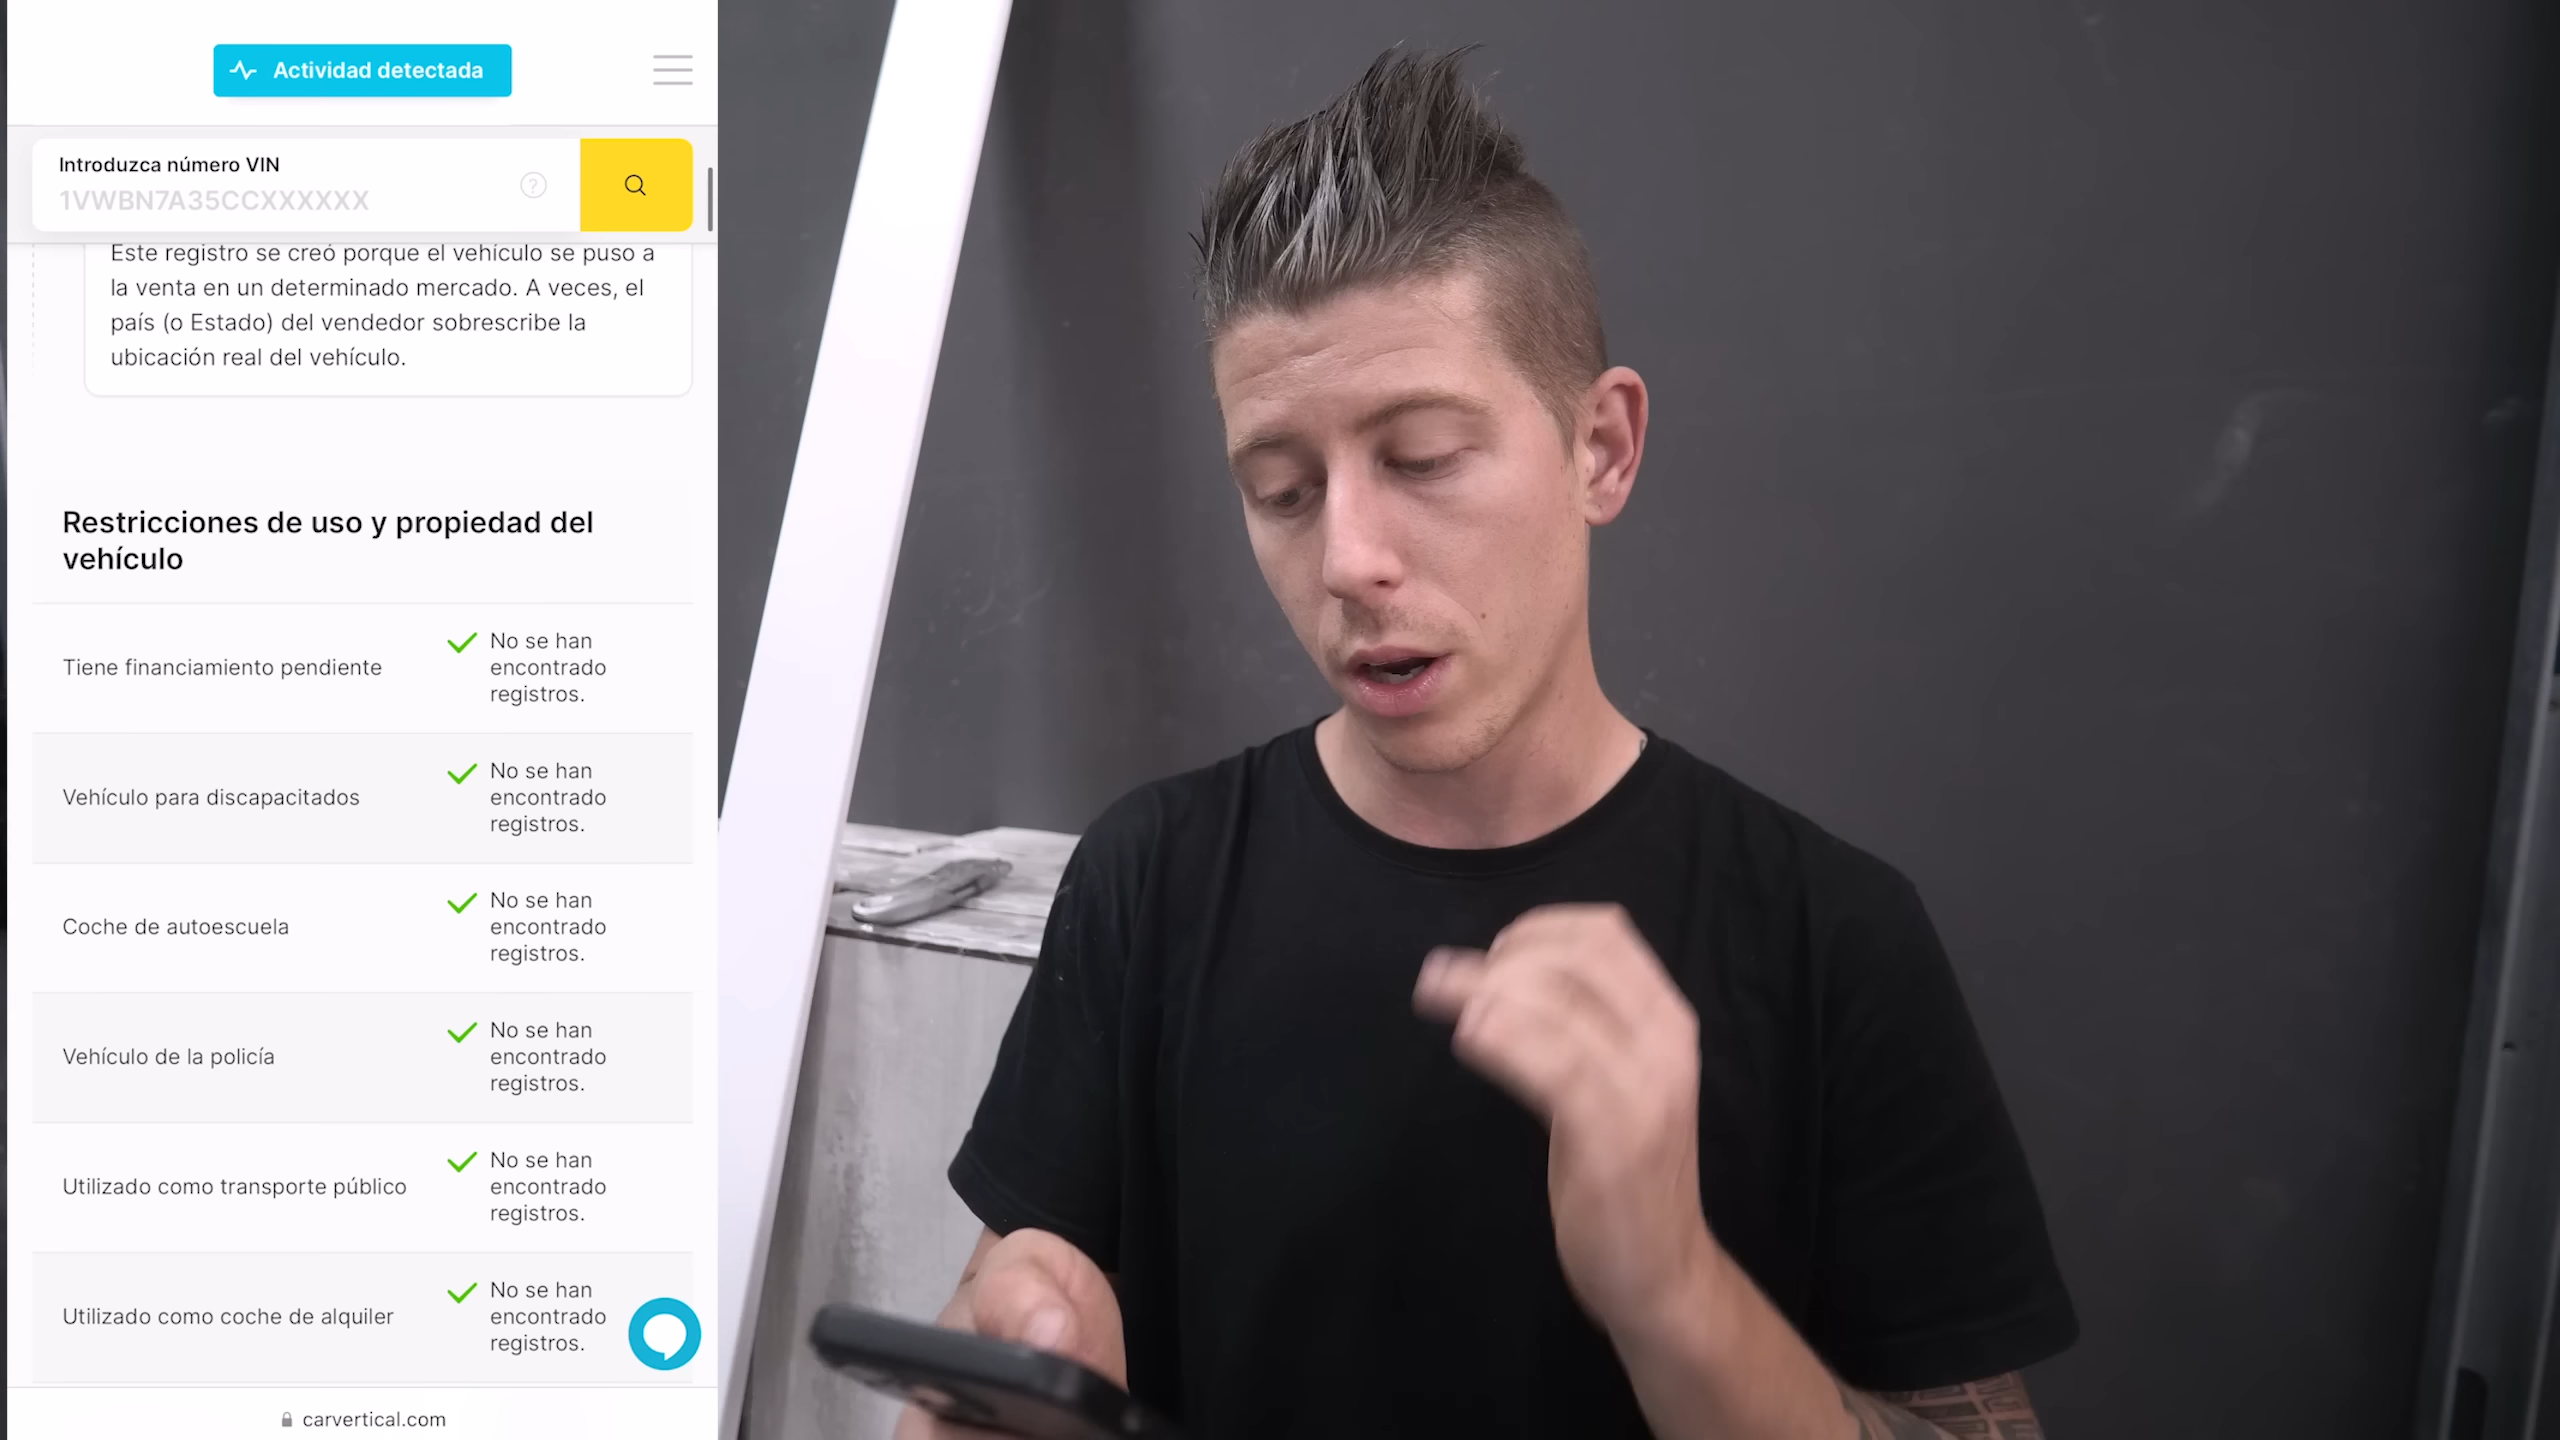 Actividad detectada
Introduzca número VIN
1VWBN7A35CCXXXXXX
Este registro se creó porque el vehículo se puso a
la venta en un determinado mercado. A veces, el
país (o Estado) del vendedor sobrescribe la
ubicación real del vehículo.
Restricciones de uso y propiedad del
vehículo
Tiene financiamiento pendiente
No se han
encontrado
registros.
Vehículo para discapacitados
No se han
encontrado
registros.
Coche de autoescuela
No se han
encontrado
registros.
Vehículo de la policía
No se han
encontrado
registros.
Utilizado como transporte público
No se han
encontrado
registros.
Utilizado como coche de alquiler
No se han
encontrado
registros.
carvertical.com